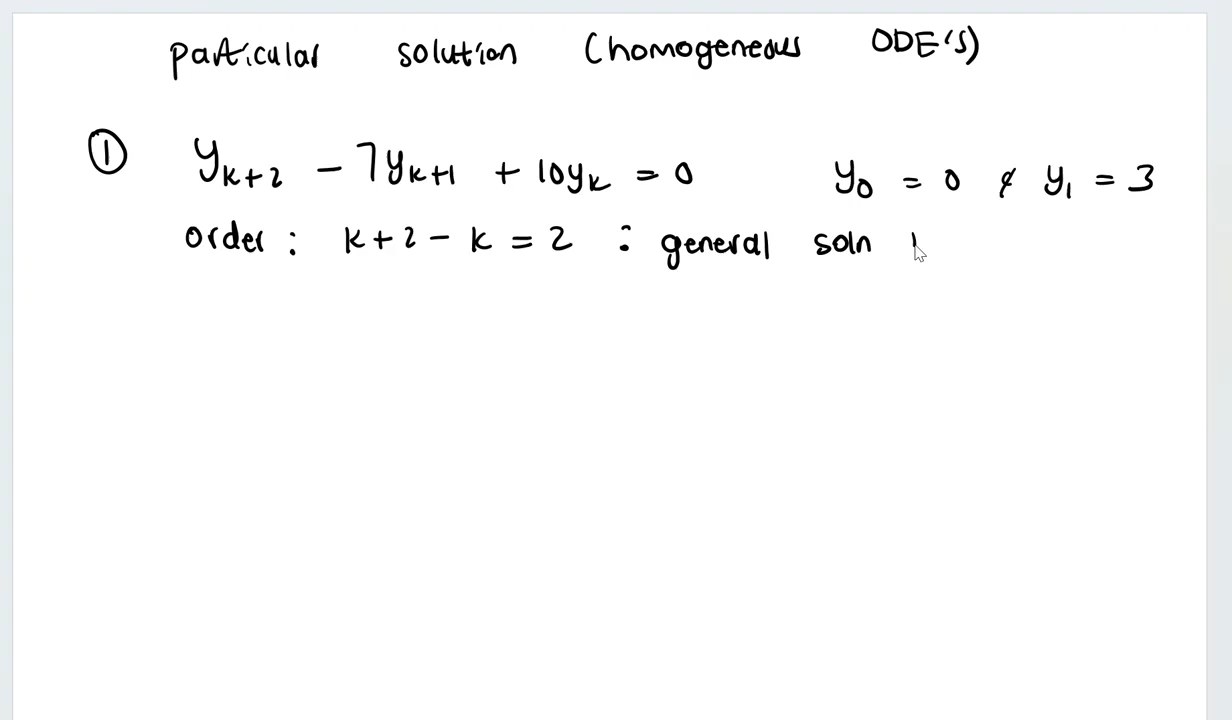 particular solution (homogeneous ODE's)
① y_{k+2} - 7y_{k+1} + 10y_k = 0 y_0 = 0 & y_1 = 3
order : k+2 - k = 2 : general soln